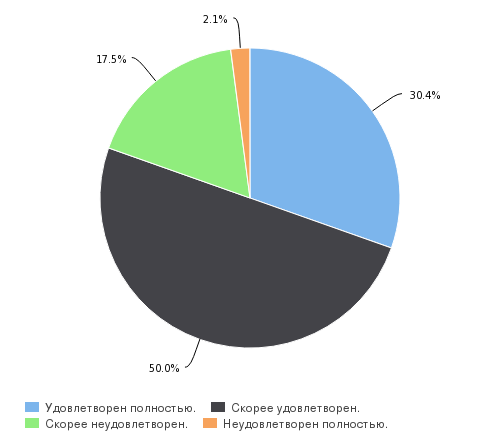 2.1%
17.5%
30.4%
50.0%
Удовлетворен полностью. Скорее удовлетворен.
Скорее неудовлетворен. Неудовлетворен полностью.